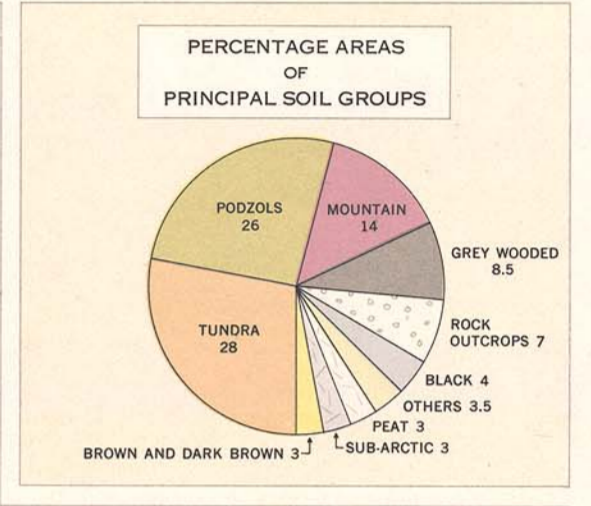 PERCENTAGE AREAS
OF
PRINCIPAL SOIL GROUPS
PODZOLS
26
MOUNTAIN
14
GREY WOODED
8.5
ROCK
OUTCROPS 7
TUNDRA
28
BLACK 4
OTHERS 3.5
PEAT 3
SUB-ARCTIC 3
BROWN AND DARK BROWN 3